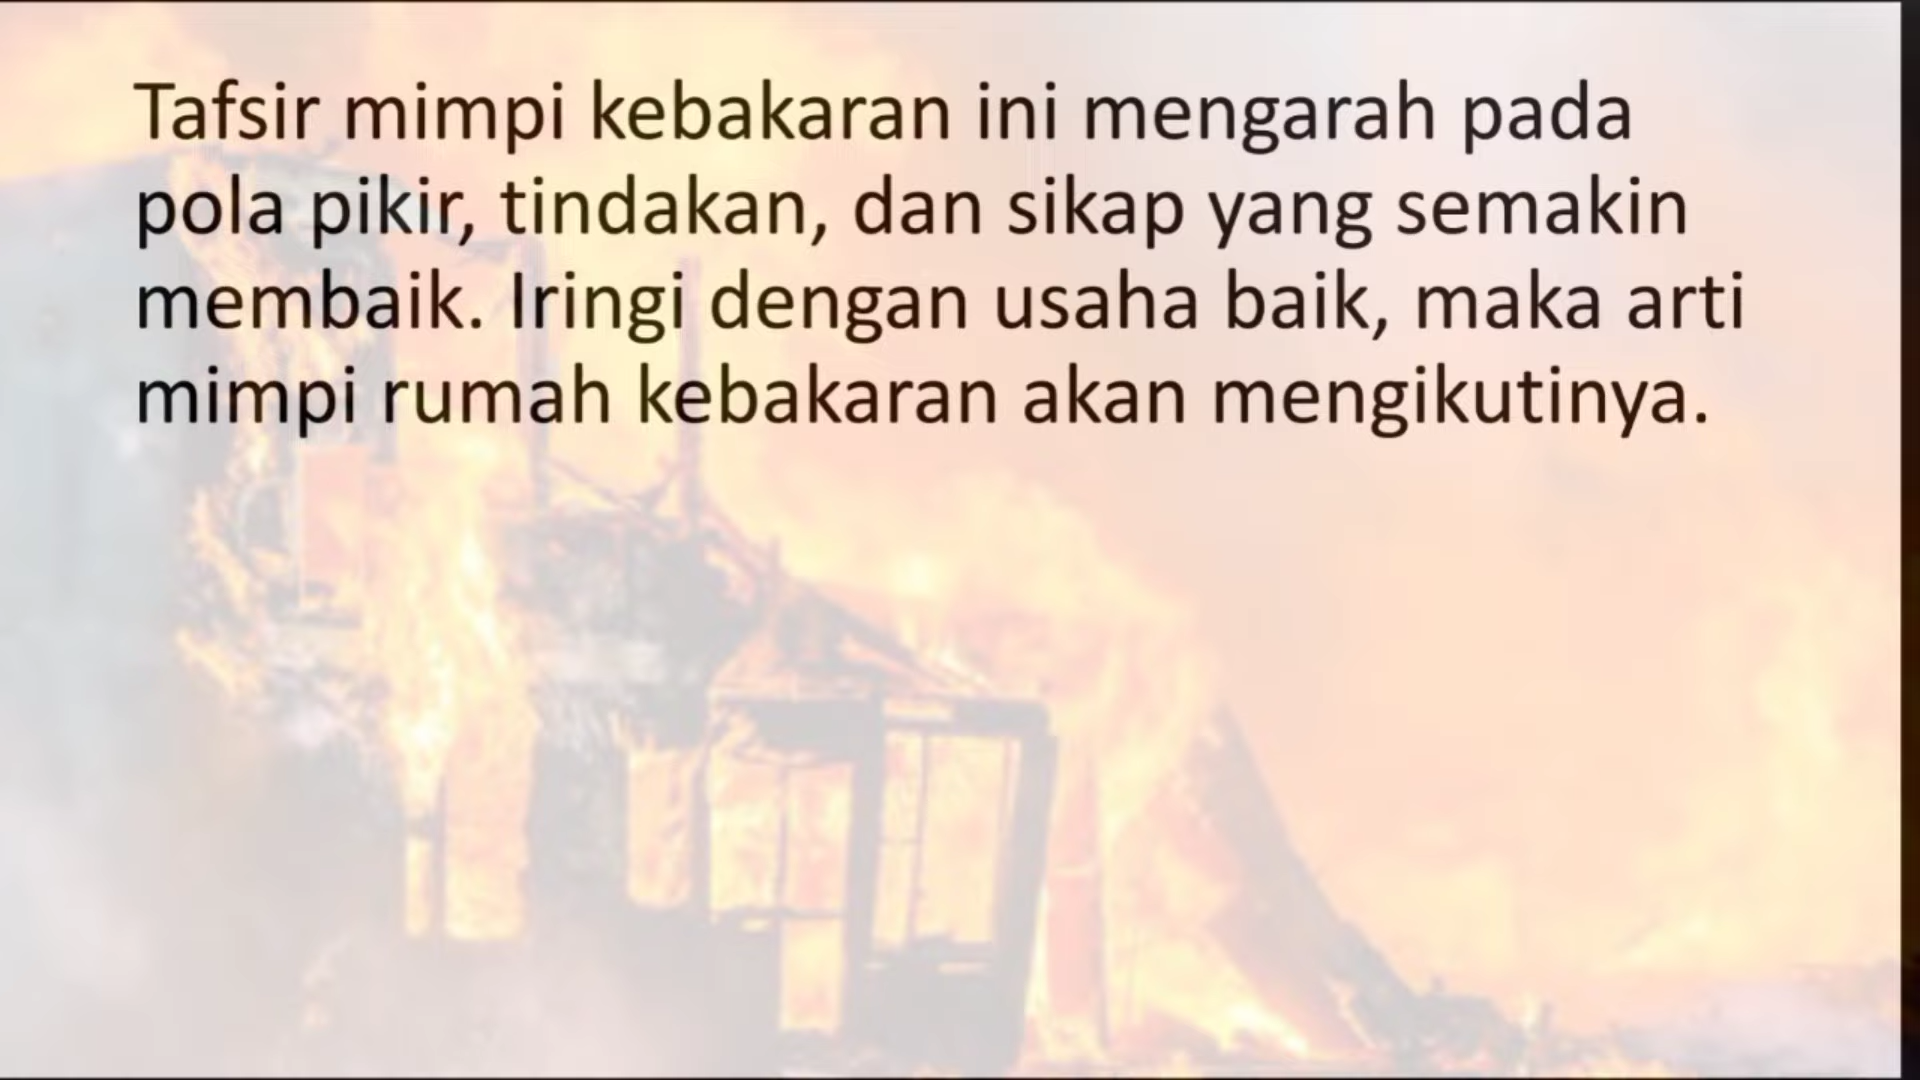 Tafsir mimpi kebakaran ini mengarah pada
pola pikir, tindakan, dan sikap yang semakin
membaik. Iringi dengan usaha baik, maka arti
mimpi rumah kebakaran akan mengikutinya.